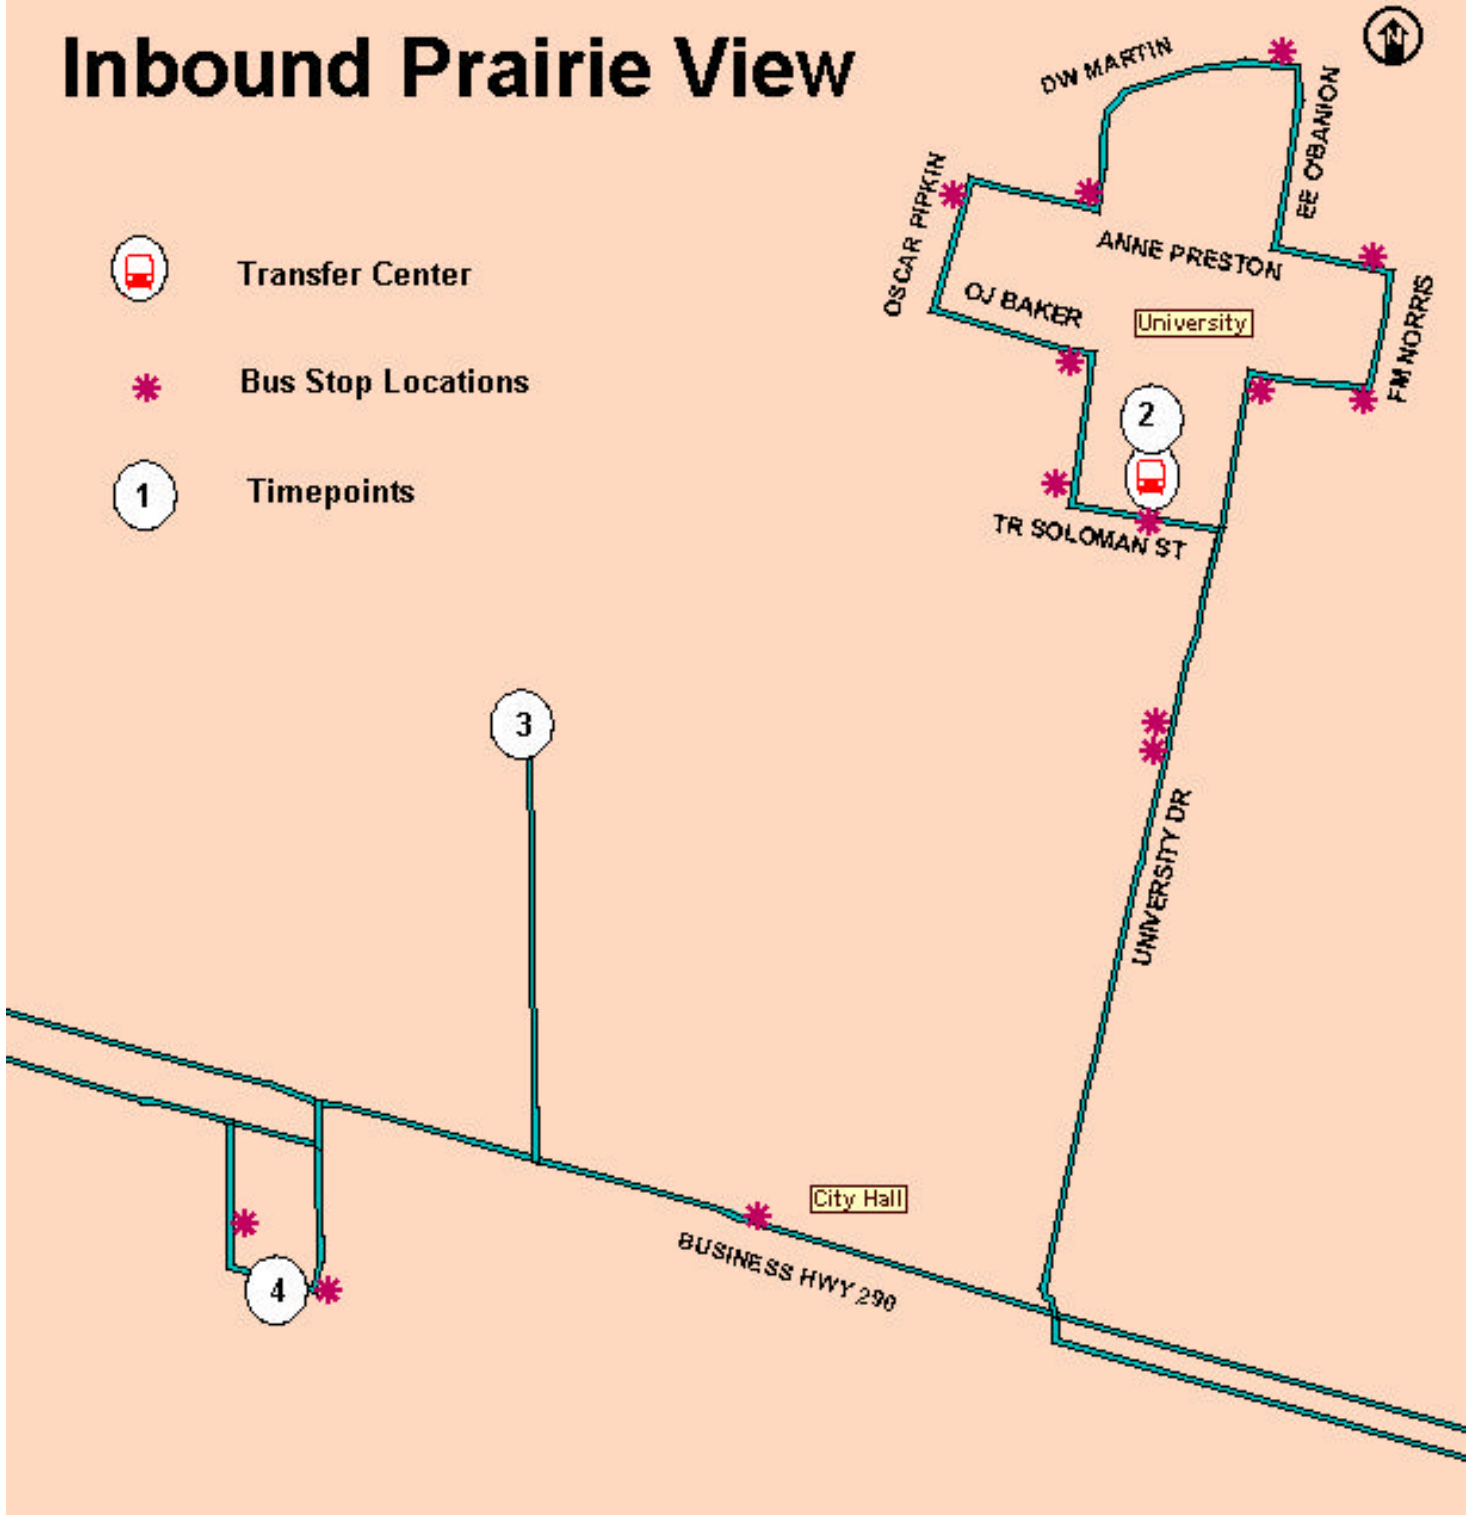 Inbound Prairie View
N
DW MARTIN
EE O'BANION
OSCAR PIPKIN
ANNE PRESTON
Transfer Center
OJ BAKER
University
FM NORRIS
Bus Stop Locations
2
1
Timepoints
TR SOLOMAN ST
3
UNIVERSITY DR
City Hall
BUSINESS HWY 290
4